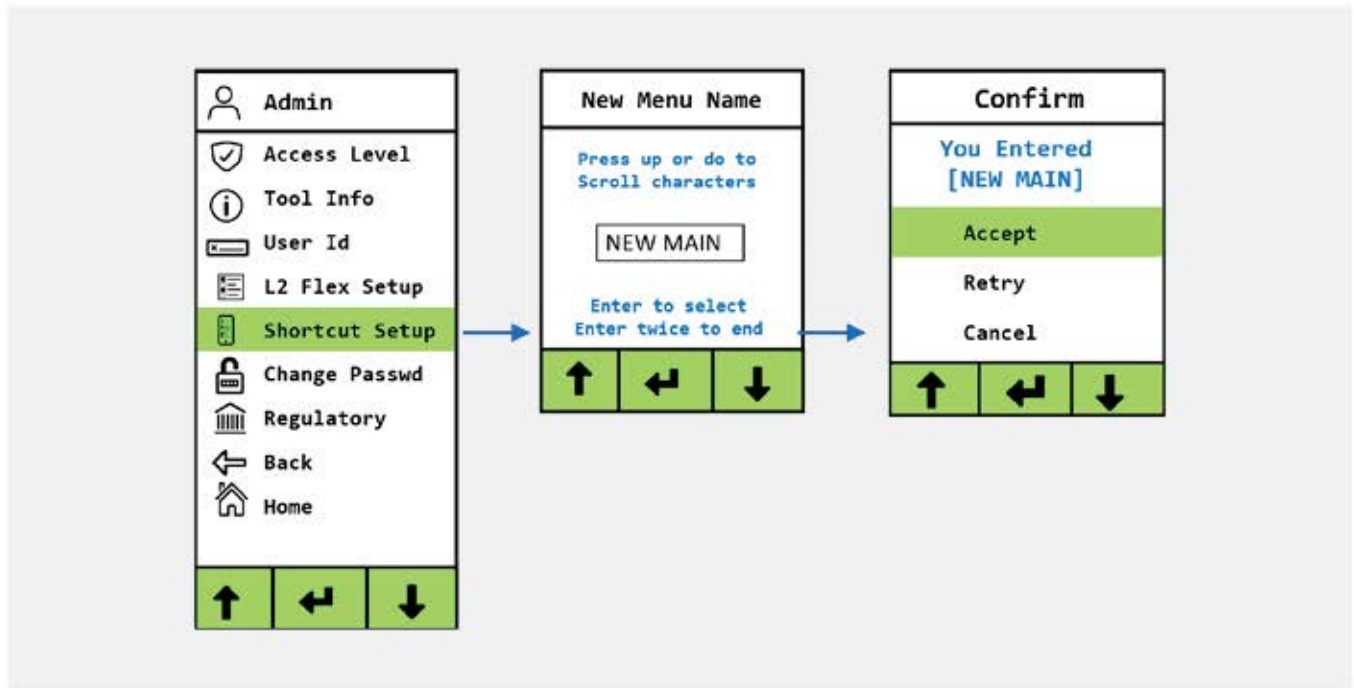 Admin
Access Level
Tool Info
User Id
L2 Flex Setup
Shortcut Setup
Change Passwd
Regulatory
Back
Home
New Menu Name
Press up or do to
Scroll characters
NEW MAIN
Enter to select
Enter twice to end
Confirm
You Entered
[NEW MAIN]
Accept
Retry
Cancel